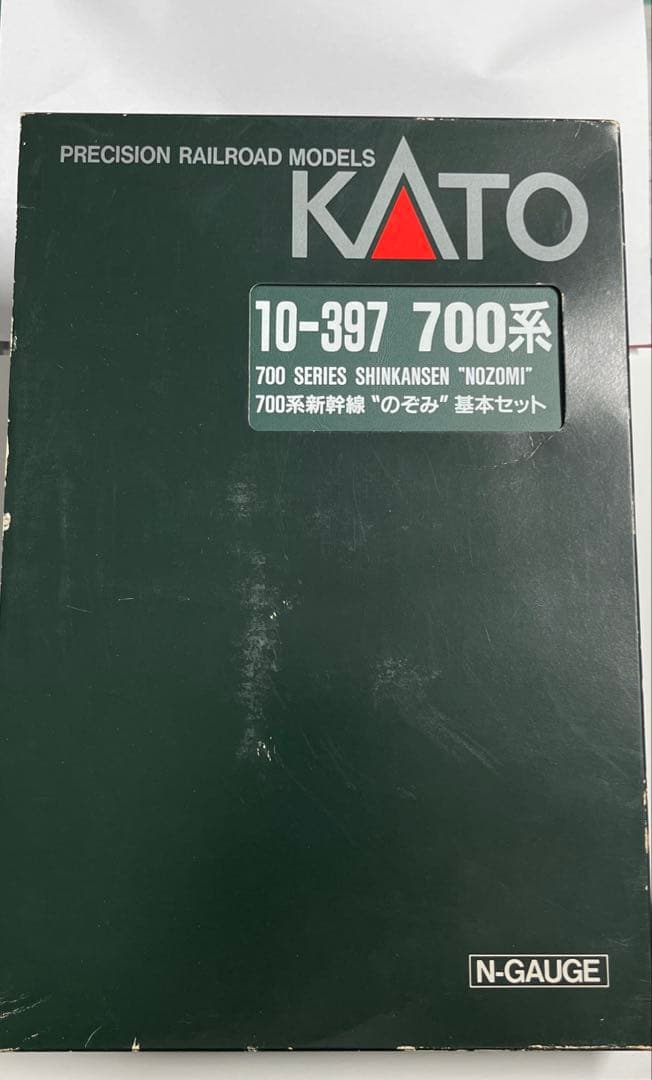 PRECISION RAILROAD MODELS
KATO
10-397 700系
700 SERIES SHINKANSEN "NOZOMI"
700系新幹線 “のぞみ” 基本セット
N-GAUGE